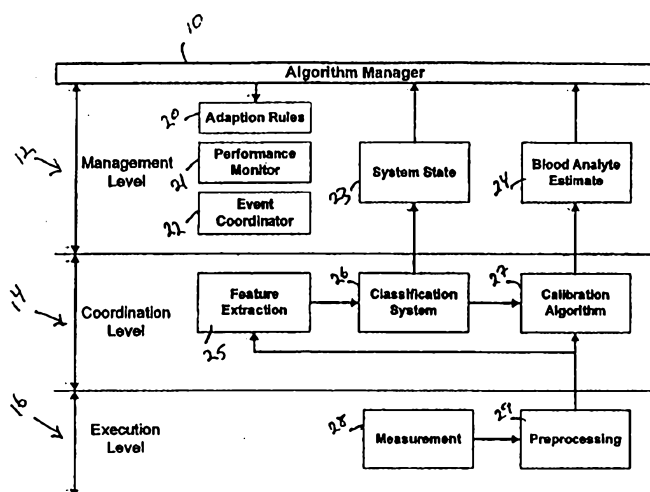 10
Algorithm Manager
20
Adaption Rules
12
Management
Level
21
Performance
Monitor
22
Event
Coordinator
23
System State
24
Blood Analyte
Estimate
14
Coordination
Level
Feature
Extraction
25
26
Classification
System
27
Calibration
Algorithm
16
Execution
Level
28
Measurement
29
Preprocessing